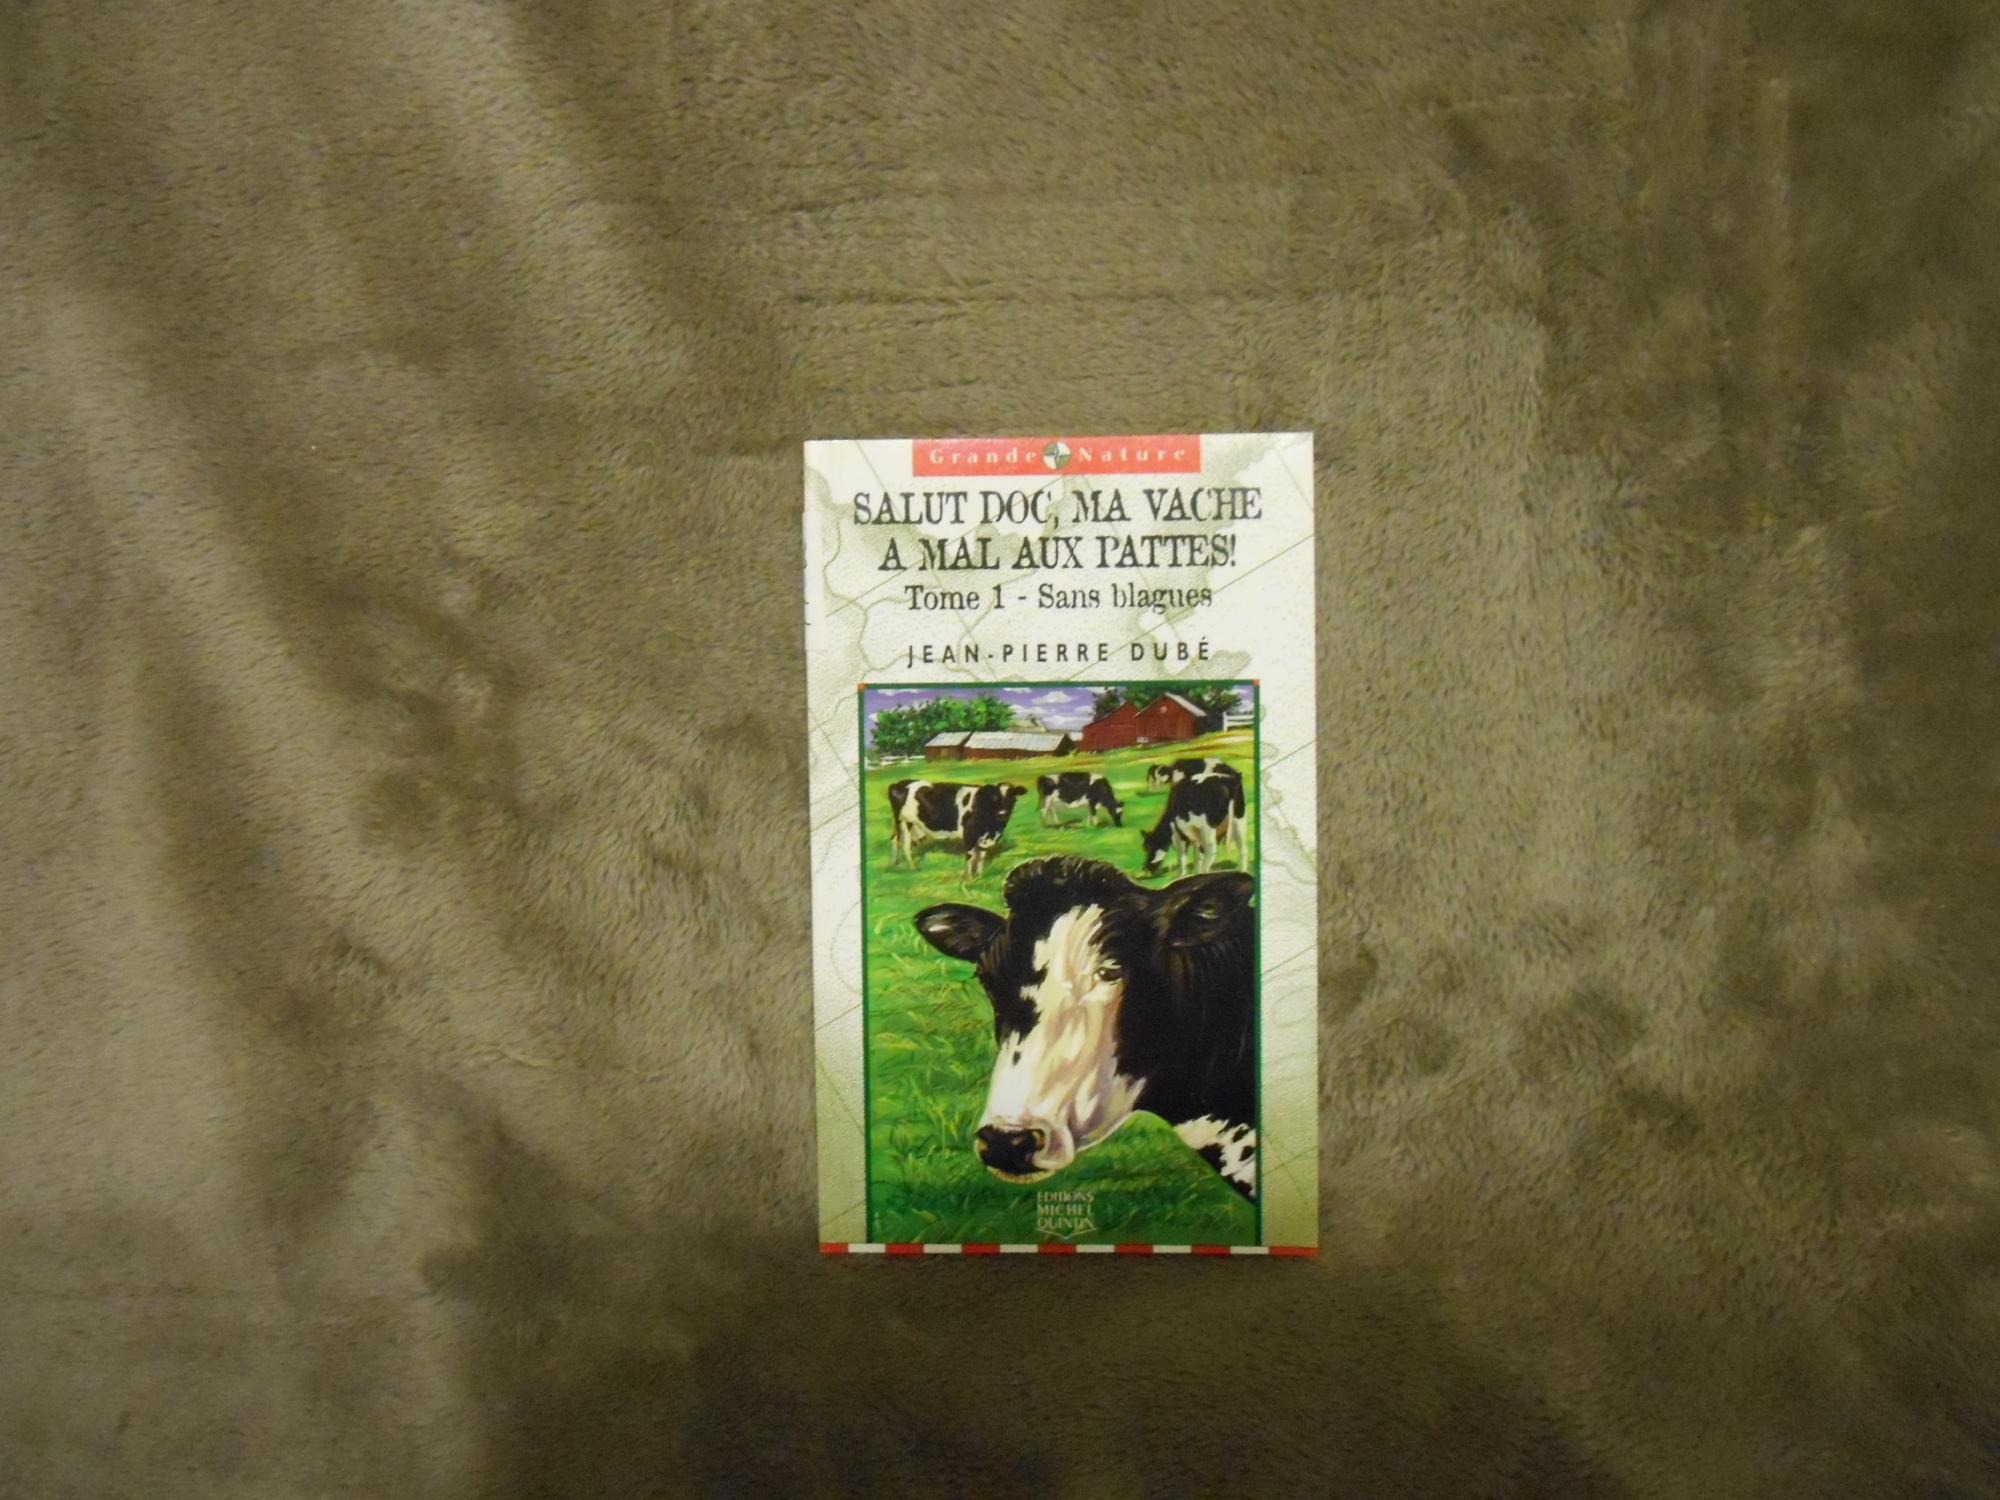 Grande Nature
SALUT DOC, MA VACHE
A MAL AUX PATTES!
Tome 1 - Sans blagues
JEAN-PIERRE DUBÉ
EDITIONS
MICHEL
QUINTIN